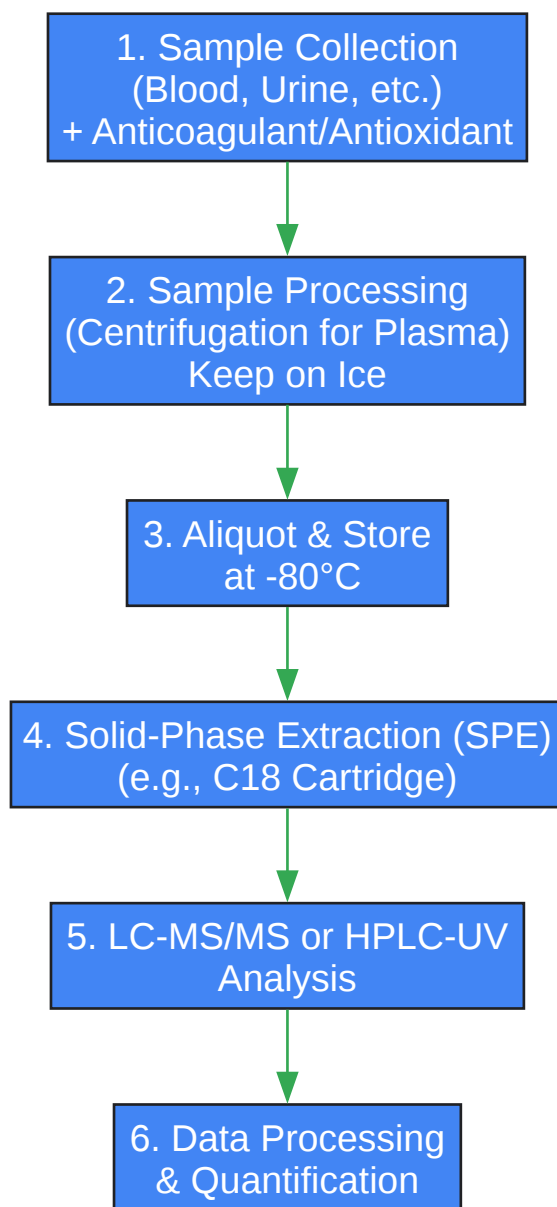 1. Sample Collection
(Blood, Urine, etc.)
+ Anticoagulant/Antioxidant
2. Sample Processing
(Centrifugation for Plasma)
Keep on Ice
3. Aliquot & Store
at -80°C
4. Solid-Phase Extraction (SPE)
(e.g., C18 Cartridge)
5. LC-MS/MS or HPLC-UV
Analysis
6. Data Processing
& Quantification